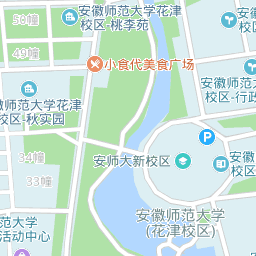 50幢
安徽师范大学花津
校区-桃李苑
安徽
校
49幢
小食代美食广场
安徽师范大学花津
校区-秋实园
安徽师范
校区-行政
P
34幢
安师大新校区
安徽
校区
33幢
安徽师范大学
(花津校区)
师范大学
活动中心